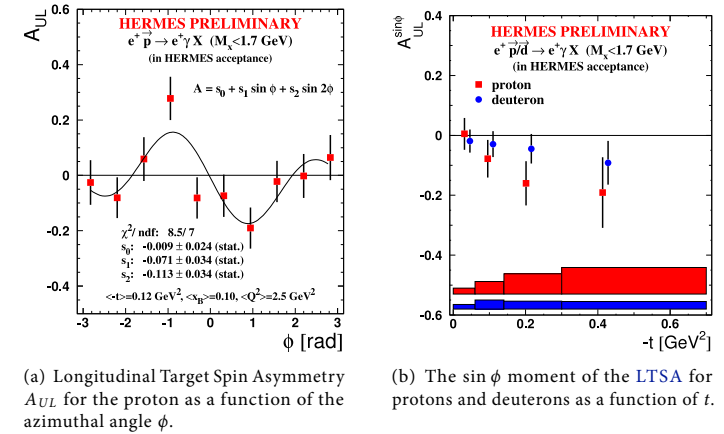 HERMES PRELIMINARY
e⁺ p⃗ → e⁺ γ X (Mₓ<1.7 GeV)
(in HERMES acceptance)
A = s₀ + s₁ sin ϕ + s₂ sin 2ϕ
A_UL
0.6
0.4
0.2
0
-0.2
-0.4
χ²/ ndf: 8.5/ 7
s₀: -0.009 ± 0.024 (stat.)
s₁: -0.071 ± 0.034 (stat.)
s₂: -0.113 ± 0.034 (stat.)
<-t>=0.12 GeV², <x_B>=0.10, <Q²>=2.5 GeV²
-3 -2 -1 0 1 2 3
ϕ [rad]
(a) Longitudinal Target Spin Asymmetry
A_UL for the proton as a function of the
azimuthal angle ϕ.
A_UL^sinϕ
0.4
0.2
0
-0.2
-0.4
-0.6
HERMES PRELIMINARY
e⁺ p⃗/d⃗ → e⁺ γ X (Mₓ<1.7 GeV)
(in HERMES acceptance)
proton
deuteron
0 0.2 0.4 0.6
-t [GeV²]
(b) The sin ϕ moment of the LTSA for
protons and deuterons as a function of t.